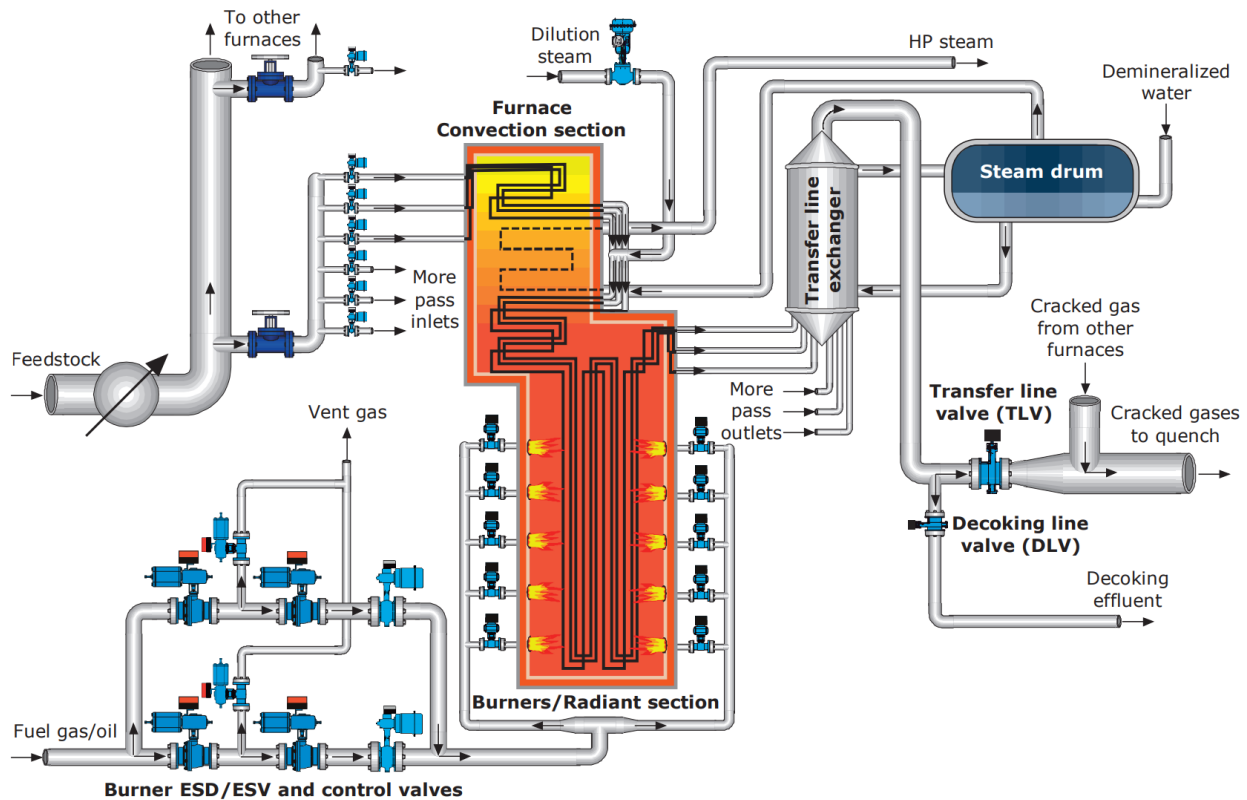 To other
furnaces
Dilution
steam
HP steam
Demineralized
water
Furnace
Convection section
Steam drum
Transfer line
exchanger
More
pass
inlets
Cracked gas
from other
furnaces
Feedstock
Vent gas
More
pass
outlets
Transfer line
valve (TLV)
Cracked gases
to quench
Decoking line
valve (DLV)
Decoking
effluent
Burners/Radiant section
Fuel gas/oil
Burner ESD/ESV and control valves